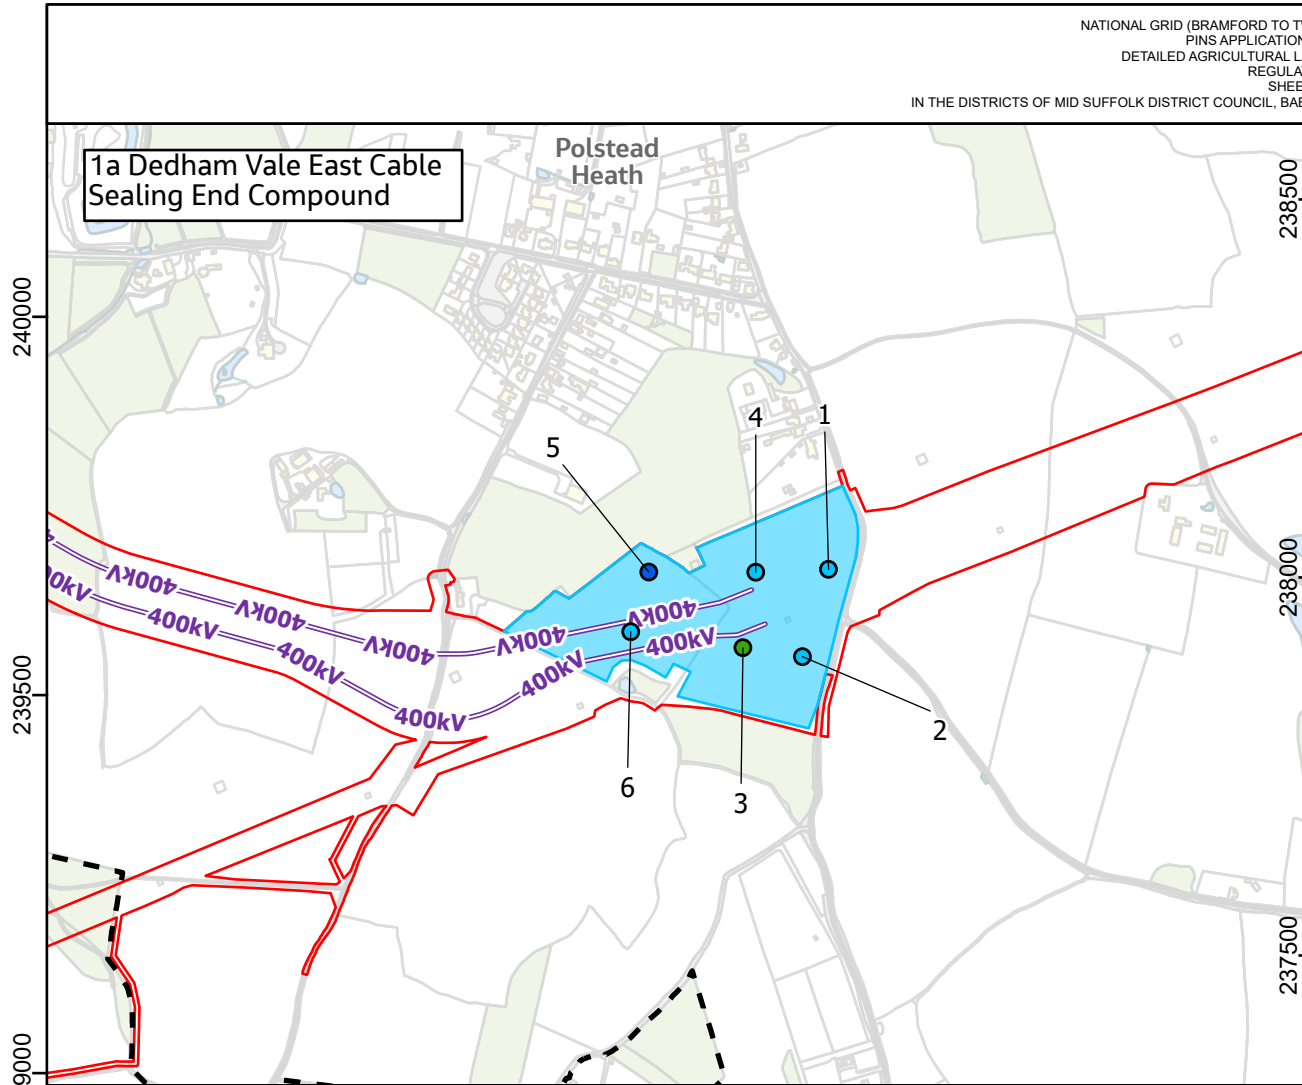 NATIONAL GRID (BRAMFORD TO
PINS APPLICATION
DETAILED AGRICULTURAL
REGULA
SHEE
IN THE DISTRICTS OF MID SUFFOLK DISTRICT COUNCIL,
1a Dedham Vale East Cable
Sealing End Compound
Polstead
Heath
238500
240000
4
1
5
238000
400kV
400kV
400kV
400kV
400kV
400kV
400kV
400kV
400kV
400kV
400kV
239500
2
6
3
237500
9000